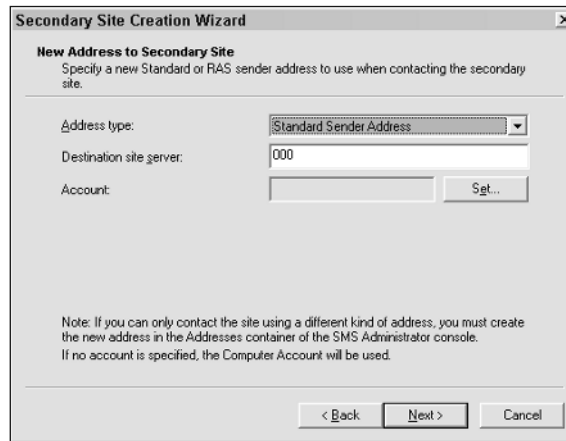 Secondary Site Creation Wizard
New Address to Secondary Site
Specify a new Standard or RAS sender address to use when contacting the secondary
site.
Address type:
Standard Sender Address
Destination site server:
000
Account:
Set...
Note: If you can only contact the site using a different kind of address, you must create
the new address in the Addresses container of the SMS Administrator console.
If no account is specified, the Computer Account will be used.
< Back
Next >
Cancel